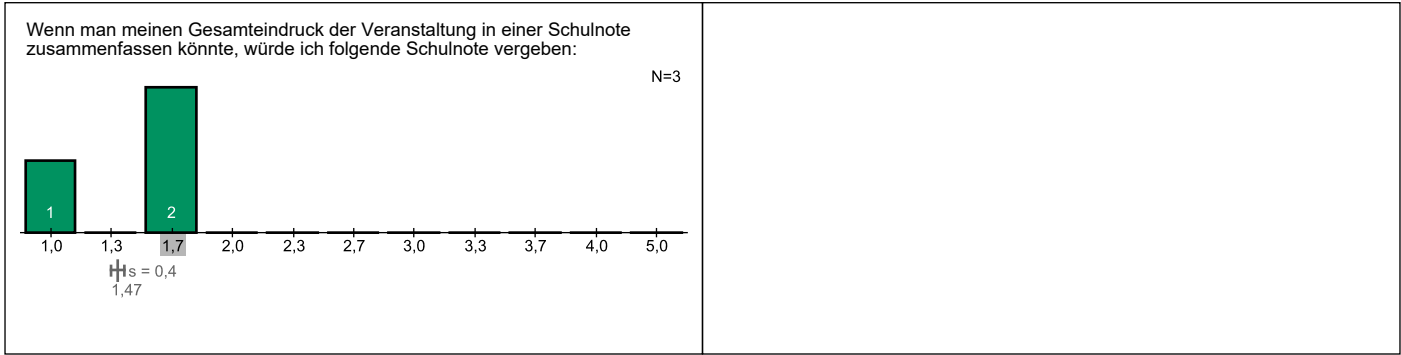 Wenn man meinen Gesamteindruck der Veranstaltung in einer Schulnote
zusammenfassen könnte, würde ich folgende Schulnote vergeben:
N=3
1 2
1,0 1,3 1,7 2,0 2,3 2,7 3,0 3,3 3,7 4,0 5,0
s = 0,4
1,47